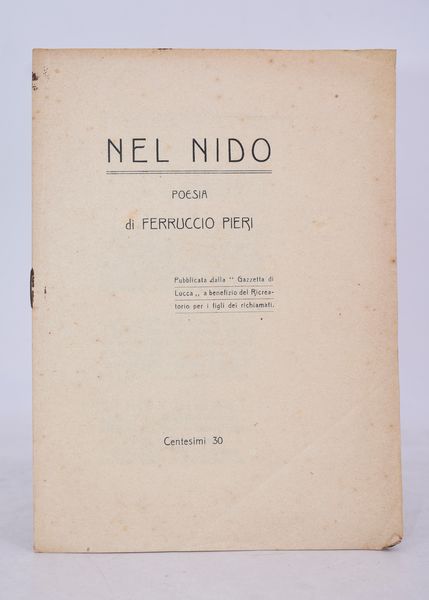 NEL NIDO
POESIA
di FERRUCCIO PIERI
Pubblicata dalla " Gazzetta di
Lucca „ a benefizio del Ricrea-
torio per i figli dei richiamati.
Centesimi 30